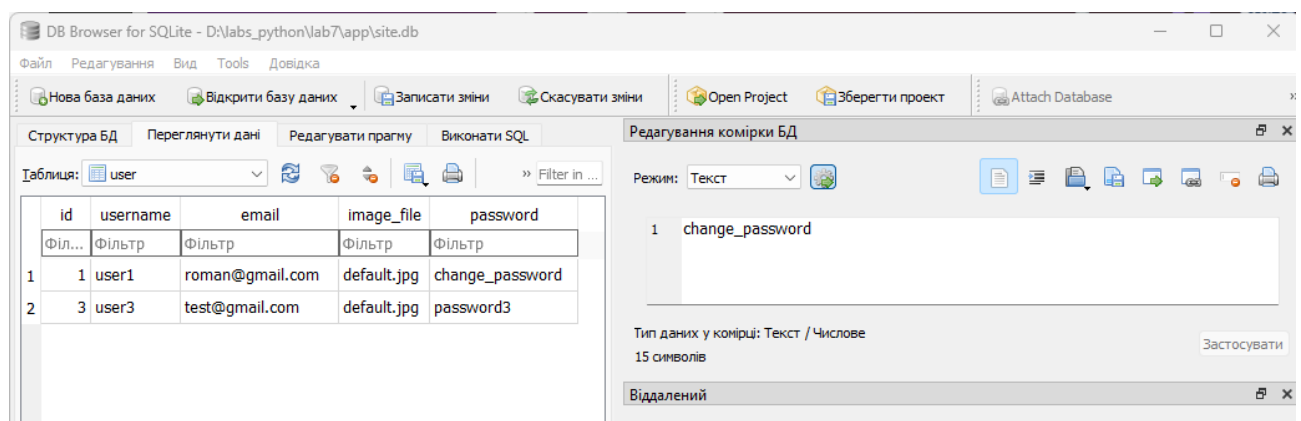 DB Browser for SQLite - D:\labs_python\lab7\app\site.db
Файл Редагування Вид Tools Довідка
Нова база даних Відкрити базу даних Записати зміни Скасувати зміни Open Project Зберегти проект Attach Database »
Структура БД Переглянути дані Редагувати прагму Виконати SQL
Таблиця: user » Filter in ...
id username email image_file password
Філ... Фільтр Фільтр Фільтр Фільтр
1 1 user1 roman@gmail.com default.jpg change_password
2 3 user3 test@gmail.com default.jpg password3
Редагування комірки БД
Режим: Текст
1 change_password
Тип даних у комірці: Текст / Числове
15 символів
Застосувати
Віддалений